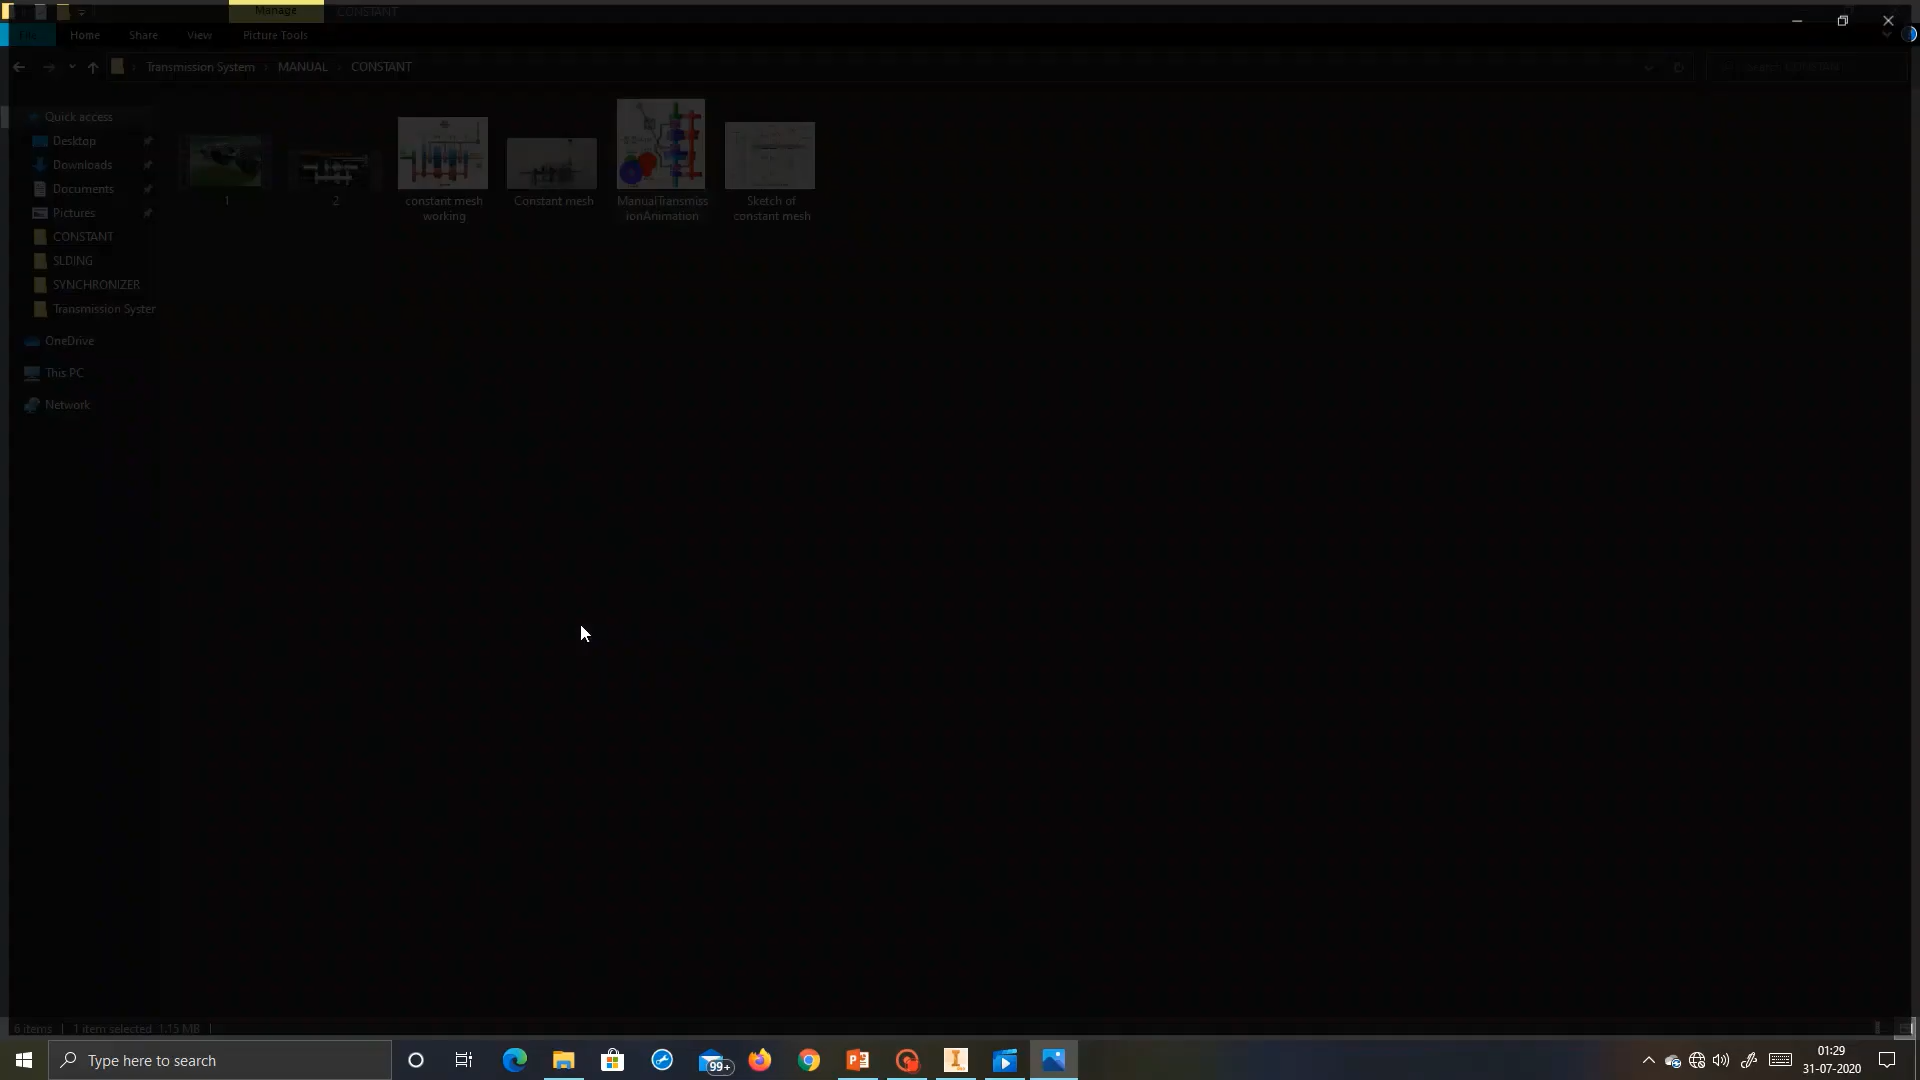 Manage CONSTANT
File Home Share View Picture Tools
Transmission System MANUAL CONSTANT
Quick access
Desktop
Downloads
Documents
Pictures
CONSTANT
SLDING
SYNCHRONIZER
Transmission Syster
OneDrive
This PC
Network
1
2
constant mesh
working
Constant mesh
ManualTransmiss
ionAnimation
Sketch of
constant mesh
6 items 1 item selected 1.15 MB
Type here to search
99+
01:29
31-07-2020